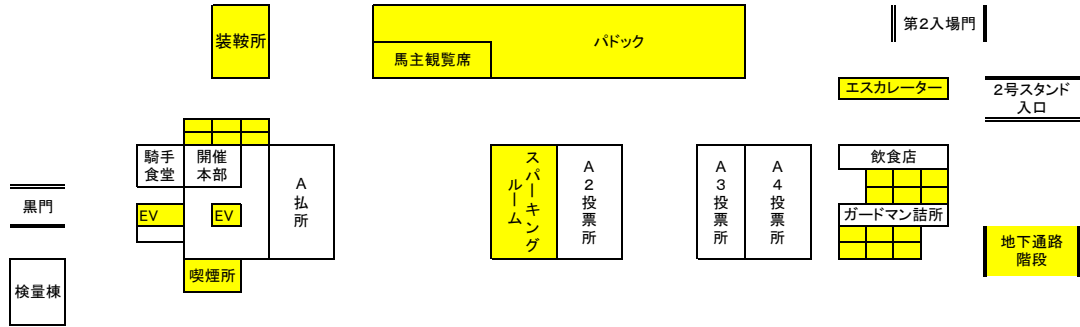 第2入場門
装鞍所
パドック
馬主観覧席
エスカレーター
2号スタンド
入口
騎手
食堂
開催
本部
A払所
スパーキング
ルーム
A2投票所
A3投票所
A4投票所
飲食店
黒門
EV
EV
ガードマン詰所
地下通路
階段
喫煙所
検量棟